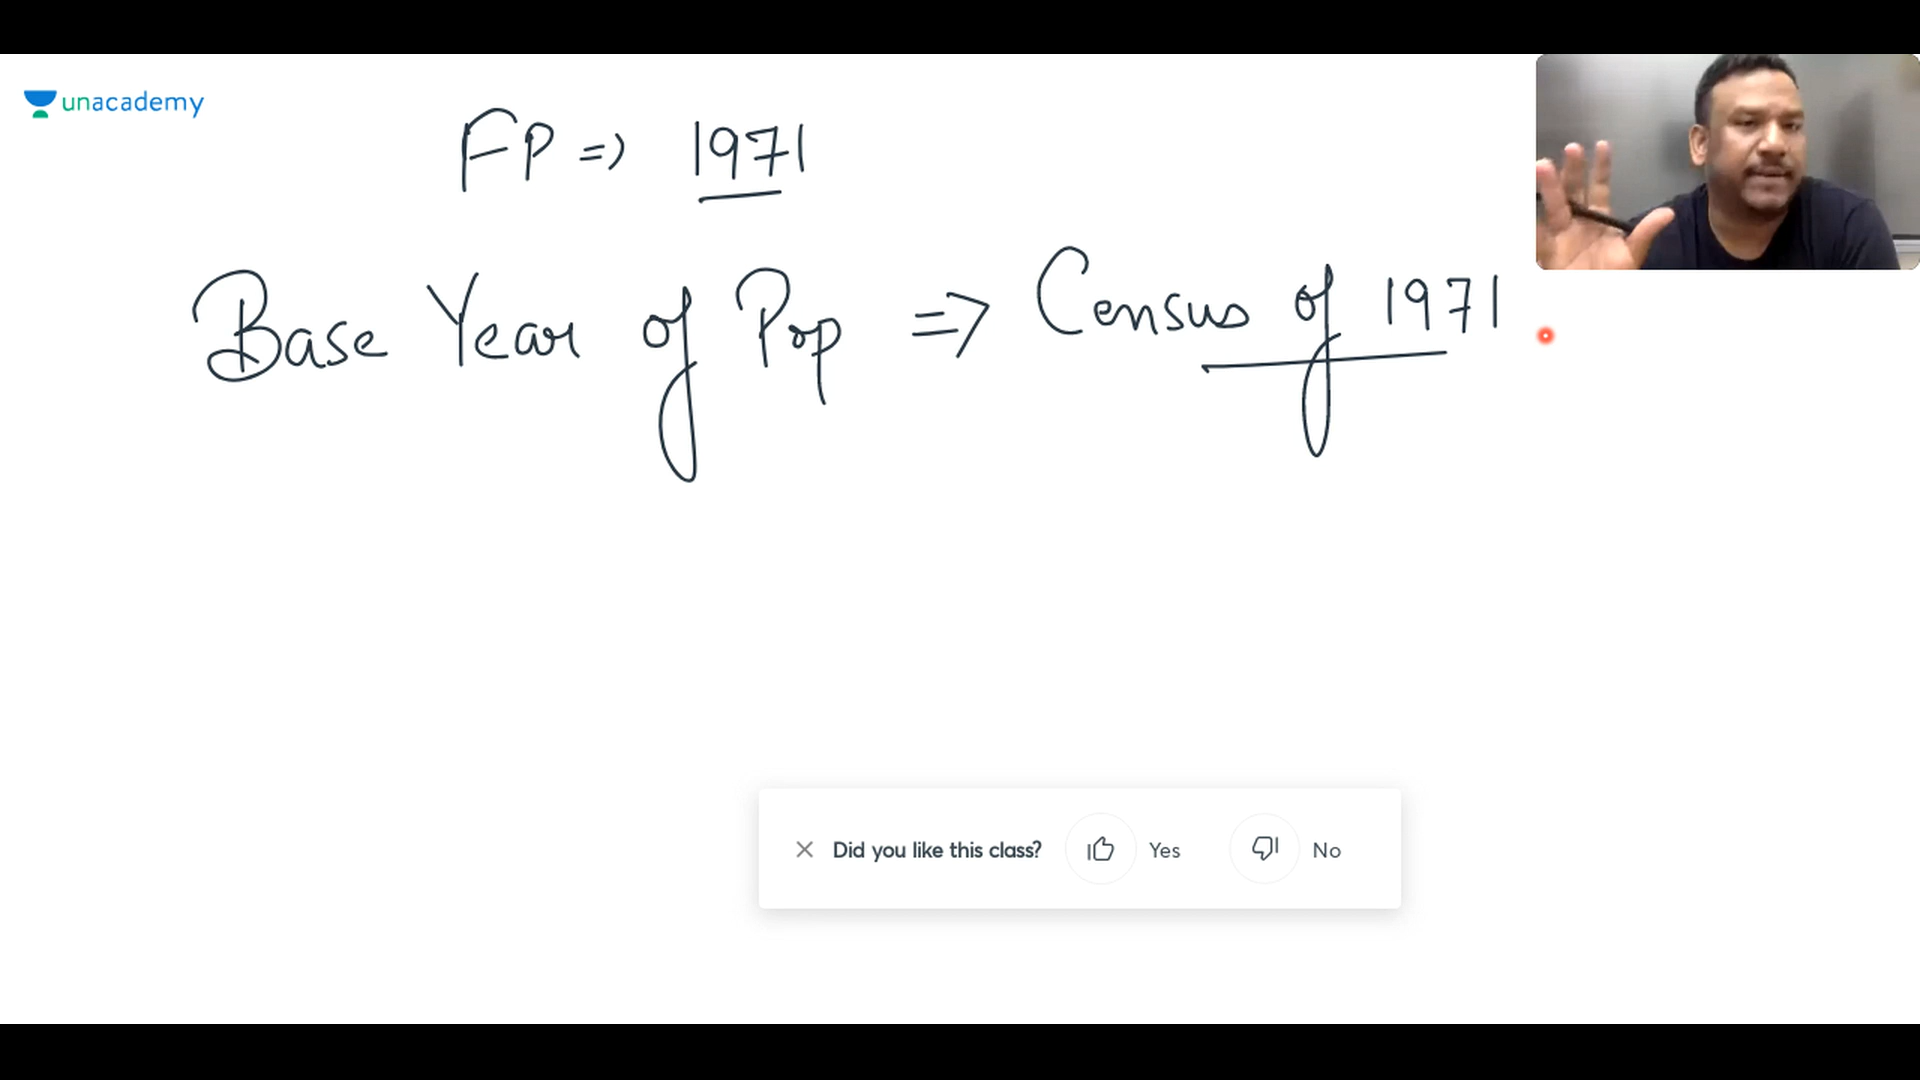 unacademy
FP => 1971
Base Year of Pop => Census of 1971
Did you like this class? Yes No